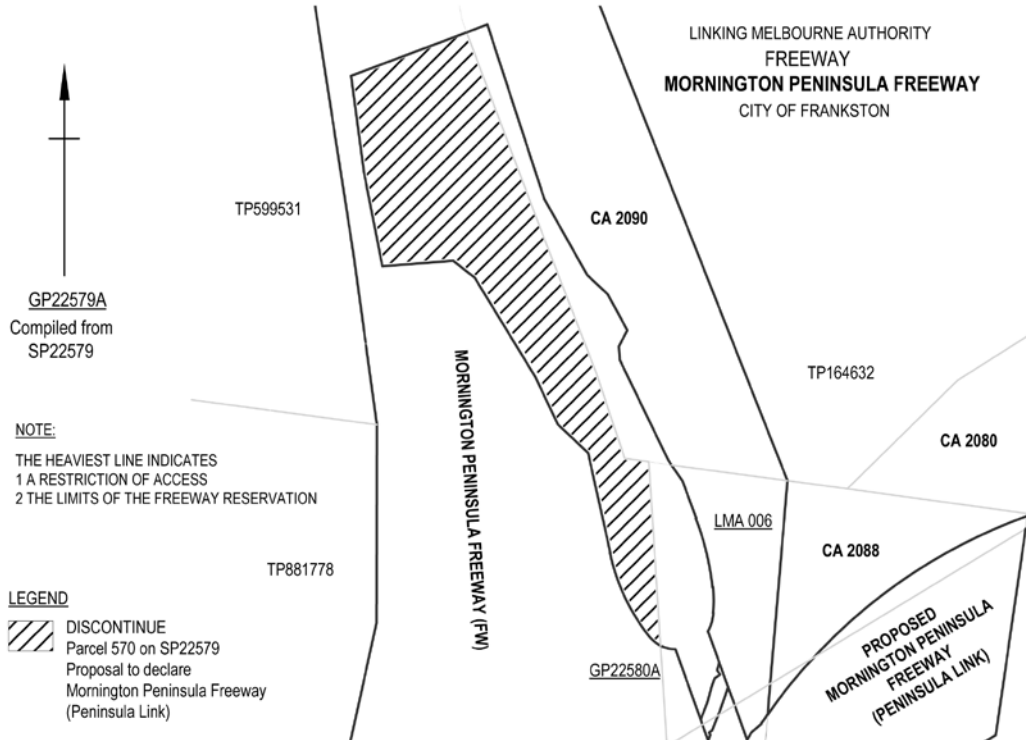 LINKING MELBOURNE AUTHORITY
FREEWAY
MORNINGTON PENINSULA FREEWAY
CITY OF FRANKSTON
TP599531
CA 2090
GP22579A
Compiled from
SP22579
TP164632
MORNINGTON PENINSULA FREEWAY (FW)
NOTE:
THE HEAVIEST LINE INDICATES
1 A RESTRICTION OF ACCESS
2 THE LIMITS OF THE FREEWAY RESERVATION
CA 2080
LMA 006
CA 2088
TP881778
LEGEND
DISCONTINUE
Parcel 570 on SP22579
Proposal to declare
Mornington Peninsula Freeway
(Peninsula Link)
GP22580A
PROPOSED
MORNINGTON PENINSULA
FREEWAY
(PENINSULA LINK)